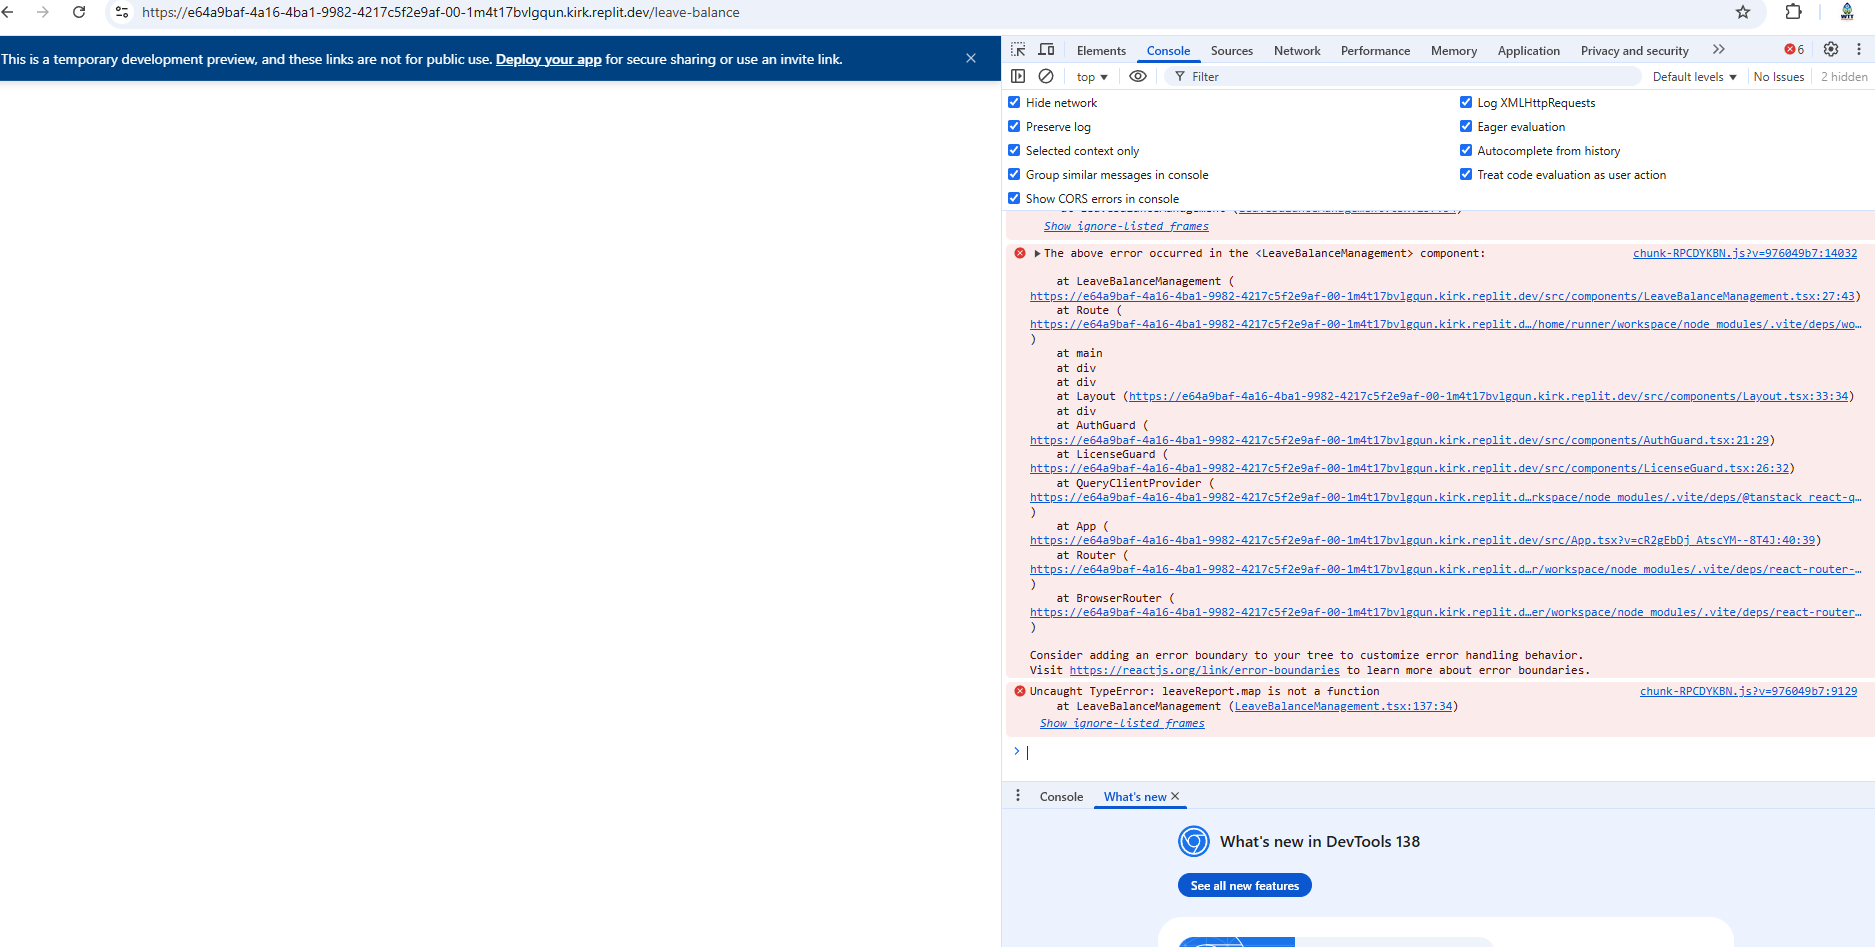 https://e64a9baf-4a16-4ba1-9982-4217c5f2e9af-00-1m4t17bvlgqun.kirk.replit.dev/leave-balance
This is a temporary development preview, and these links are not for public use. Deploy your app for secure sharing or use an invite link.
Elements Console Sources Network Performance Memory Application Privacy and security 6
top Filter Default levels No Issues 2 hidden
Hide network
Log XMLHttpRequests
Preserve log
Eager evaluation
Selected context only
Autocomplete from history
Group similar messages in console
Treat code evaluation as user action
Show CORS errors in console
Show ignore-listed frames
The above error occurred in the <LeaveBalanceManagement> component: chunk-RPCDYKBN.js?v=976049b7:14032
at LeaveBalanceManagement (
https://e64a9baf-4a16-4ba1-9982-4217c5f2e9af-00-1m4t17bvlgqun.kirk.replit.dev/src/components/LeaveBalanceManagement.tsx:27:43)
at Route (
https://e64a9baf-4a16-4ba1-9982-4217c5f2e9af-00-1m4t17bvlgqun.kirk.replit.d…/home/runner/workspace/node_modules/.vite/deps/wo…
)
at main
at div
at div
at Layout (https://e64a9baf-4a16-4ba1-9982-4217c5f2e9af-00-1m4t17bvlgqun.kirk.replit.dev/src/components/Layout.tsx:33:34)
at div
at AuthGuard (
https://e64a9baf-4a16-4ba1-9982-4217c5f2e9af-00-1m4t17bvlgqun.kirk.replit.dev/src/components/AuthGuard.tsx:21:29)
at LicenseGuard (
https://e64a9baf-4a16-4ba1-9982-4217c5f2e9af-00-1m4t17bvlgqun.kirk.replit.dev/src/components/LicenseGuard.tsx:26:32)
at QueryClientProvider (
https://e64a9baf-4a16-4ba1-9982-4217c5f2e9af-00-1m4t17bvlgqun.kirk.replit.d…rkspace/node_modules/.vite/deps/@tanstack_react-q…
)
at App (
https://e64a9baf-4a16-4ba1-9982-4217c5f2e9af-00-1m4t17bvlgqun.kirk.replit.dev/src/App.tsx?v=cR2gEbDj_AtscYM--8T4J:40:39)
at Router (
https://e64a9baf-4a16-4ba1-9982-4217c5f2e9af-00-1m4t17bvlgqun.kirk.replit.d…r/workspace/node_modules/.vite/deps/react-router-…
)
at BrowserRouter (
https://e64a9baf-4a16-4ba1-9982-4217c5f2e9af-00-1m4t17bvlgqun.kirk.replit.d…er/workspace/node_modules/.vite/deps/react-router…
)
Consider adding an error boundary to your tree to customize error handling behavior.
Visit https://reactjs.org/link/error-boundaries to learn more about error boundaries.
Uncaught TypeError: leaveReport.map is not a function chunk-RPCDYKBN.js?v=976049b7:9129
at LeaveBalanceManagement (LeaveBalanceManagement.tsx:137:34)
Show ignore-listed frames
Console What's new
What's new in DevTools 138
See all new features